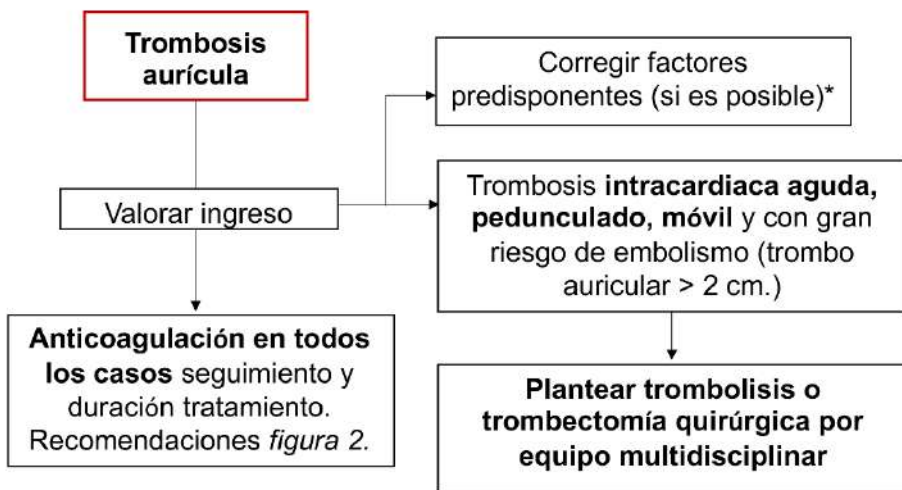 Trombosis
aurícula
Corregir factores
predisponentes (si es posible)*
Valorar ingreso
Trombosis intracardiaca aguda,
pedunculado, móvil y con gran
riesgo de embolismo (trombo
auricular > 2 cm.)
Anticoagulación en todos
los casos seguimiento y
duración tratamiento.
Recomendaciones figura 2.
Plantear trombolisis o
trombectomía quirúrgica por
equipo multidisciplinar